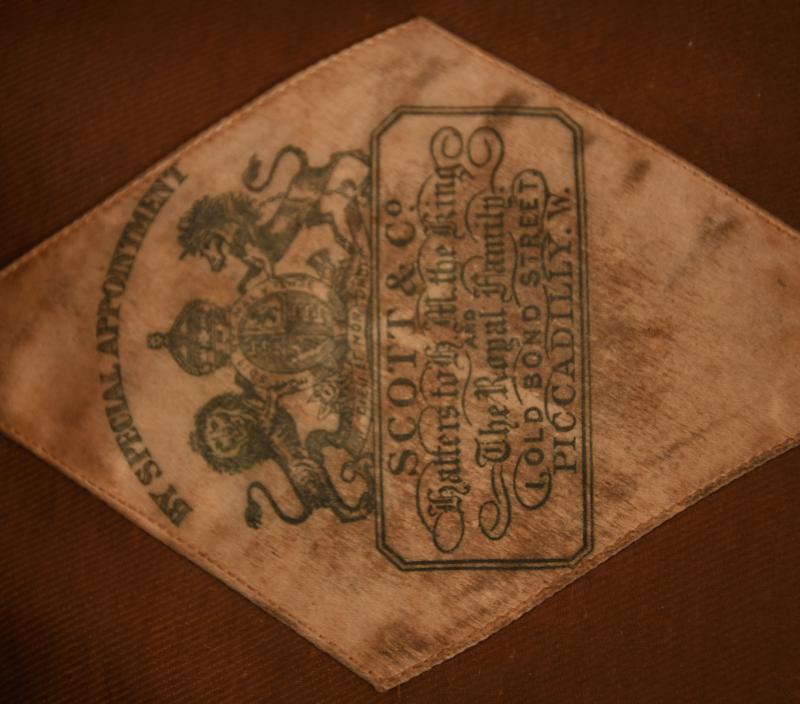 BY SPECIAL APPOINTMENT
SCOTT & Co
Hatters to H.M. the King
AND
The Royal Family.
1, OLD BOND STREET
PICCADILLY. W.